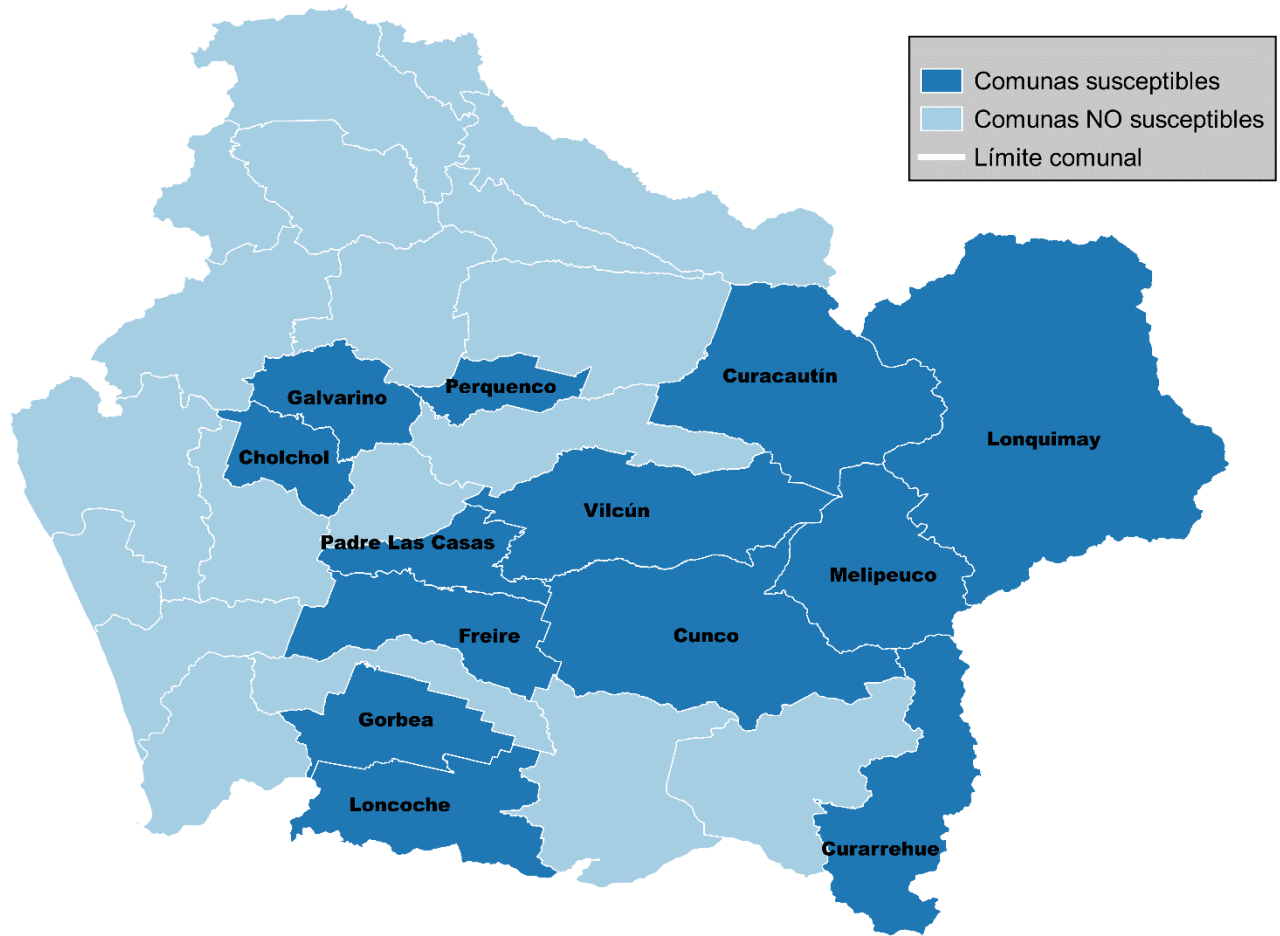 Comunas susceptibles
Comunas NO susceptibles
Límite comunal
Curacautín
Perquenco
Galvarino
Lonquimay
Cholchol
Vilcún
Padre Las Casas
Melipeuco
Freire
Cunco
Gorbea
Loncoche
Curarrehue